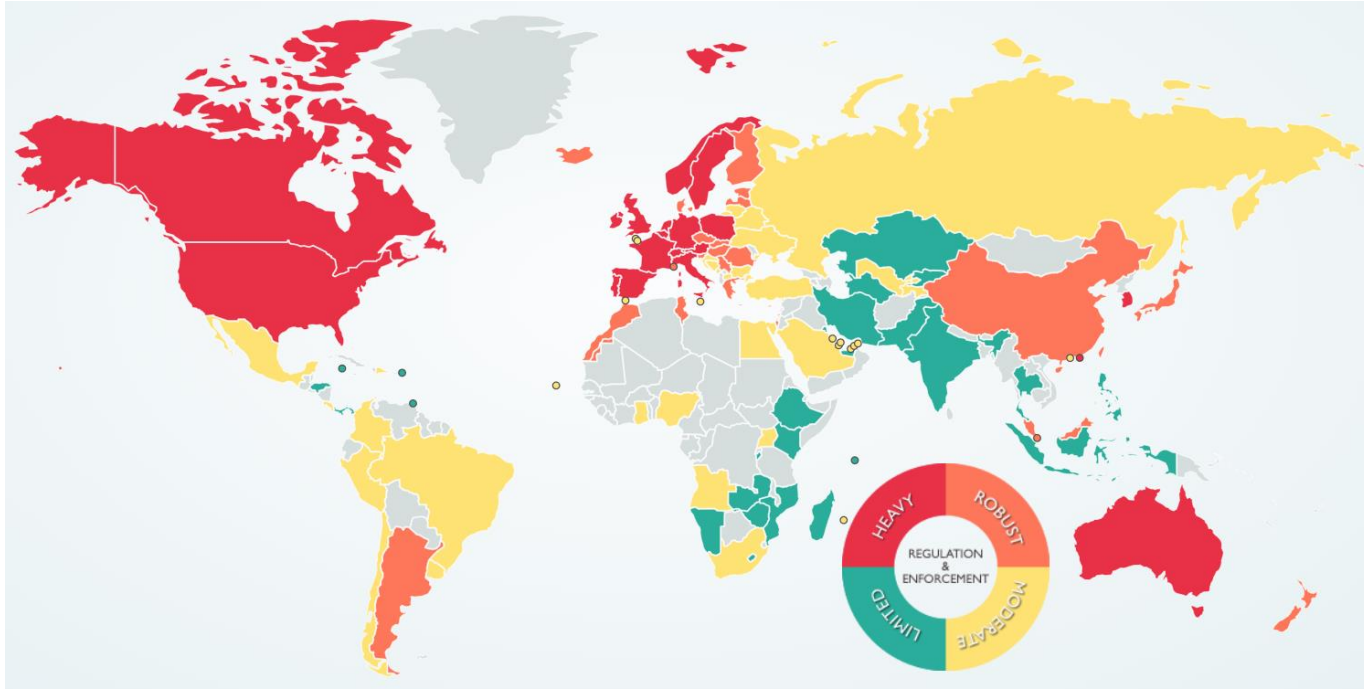 HEAVY
ROBUST
REGULATION
&
ENFORCEMENT
LIMITED
MODERATE